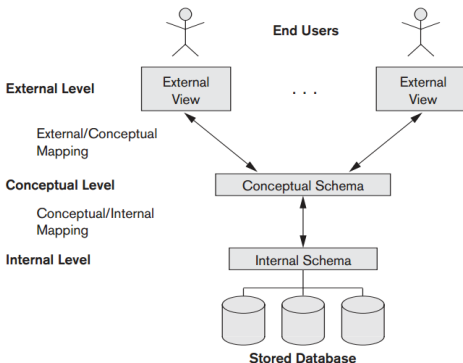 End Users
External Level
External
View
. . .
External
View
External/Conceptual
Mapping
Conceptual Level
Conceptual Schema
Conceptual/Internal
Mapping
Internal Level
Internal Schema
Stored Database